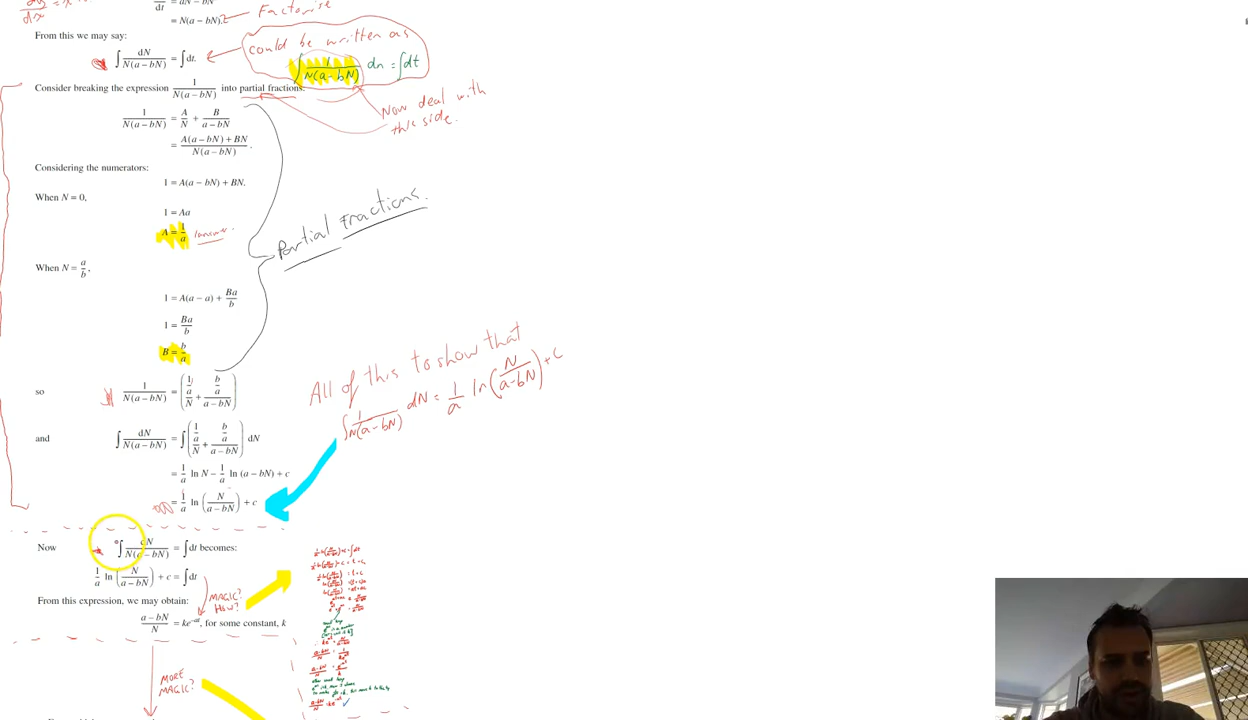 = N(a − bN).
Factorise
From this we may say:
∫ dN/N(a − bN) = ∫dt.
could be written as
∫ 1/N(a − bN) dn = ∫dt
Consider breaking the expression 1/N(a − bN) into partial fractions:
Now deal with
this side.
1/N(a − bN) = A/N + B/a − bN
= A(a − bN) + BN/N(a − bN).
Considering the numerators:
1 = A(a − bN) + BN.
When N = 0,
1 = Aa
A = 1/a
answer.
Partial Fractions.
When N = a/b,
1 = A(a − a) + Ba/b
1 = Ba/b
B = b/a
All of this to show that
∫ 1/N(a − bN) dN = 1/a ln(N/a − bN) + c
so 1/N(a − bN) = (1/a/N + b/a/a − bN)
and ∫ dN/N(a − bN) = ∫(1/a/N + b/a/a − bN) dN
= 1/a ln N − 1/a ln (a − bN) + c
= 1/a ln (N/a − bN) + c
Now ∫ dN/N(a − bN) = ∫dt becomes:
1/a ln (N/a − bN) + c = ∫dt
MAGIC?
HOW?
From this expression, we may obtain:
a − bN/N = ke^−at, for some constant, k
MORE
MAGIC?